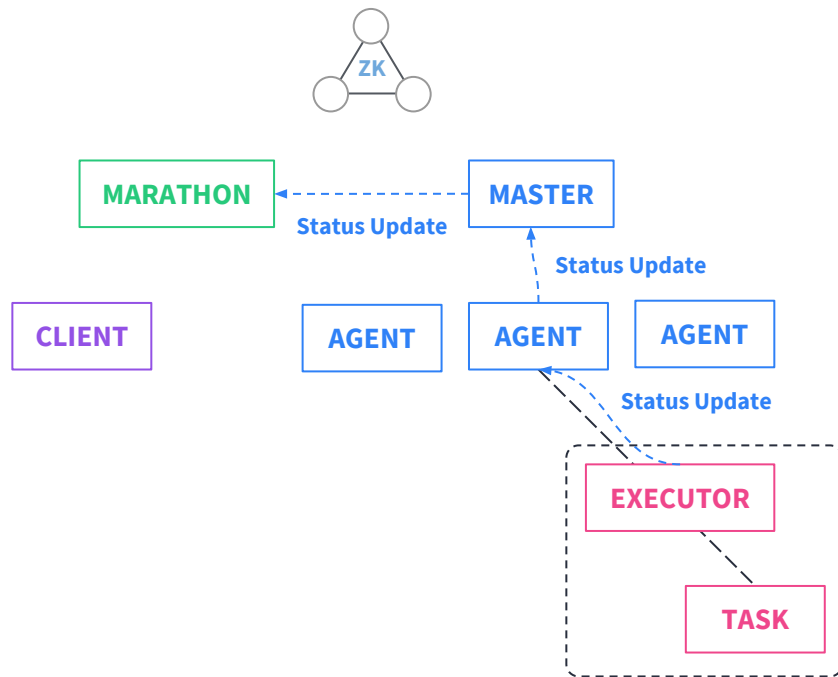 ZK
MARATHON
MASTER
Status Update
Status Update
CLIENT
AGENT
AGENT
AGENT
Status Update
EXECUTOR
TASK